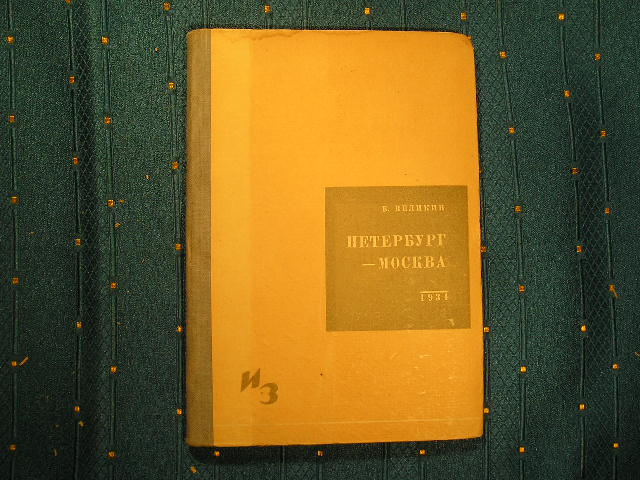 Б. ВЕЛИКИН
ПЕТЕРБУРГ
—МОСКВА
1934
ИЗ